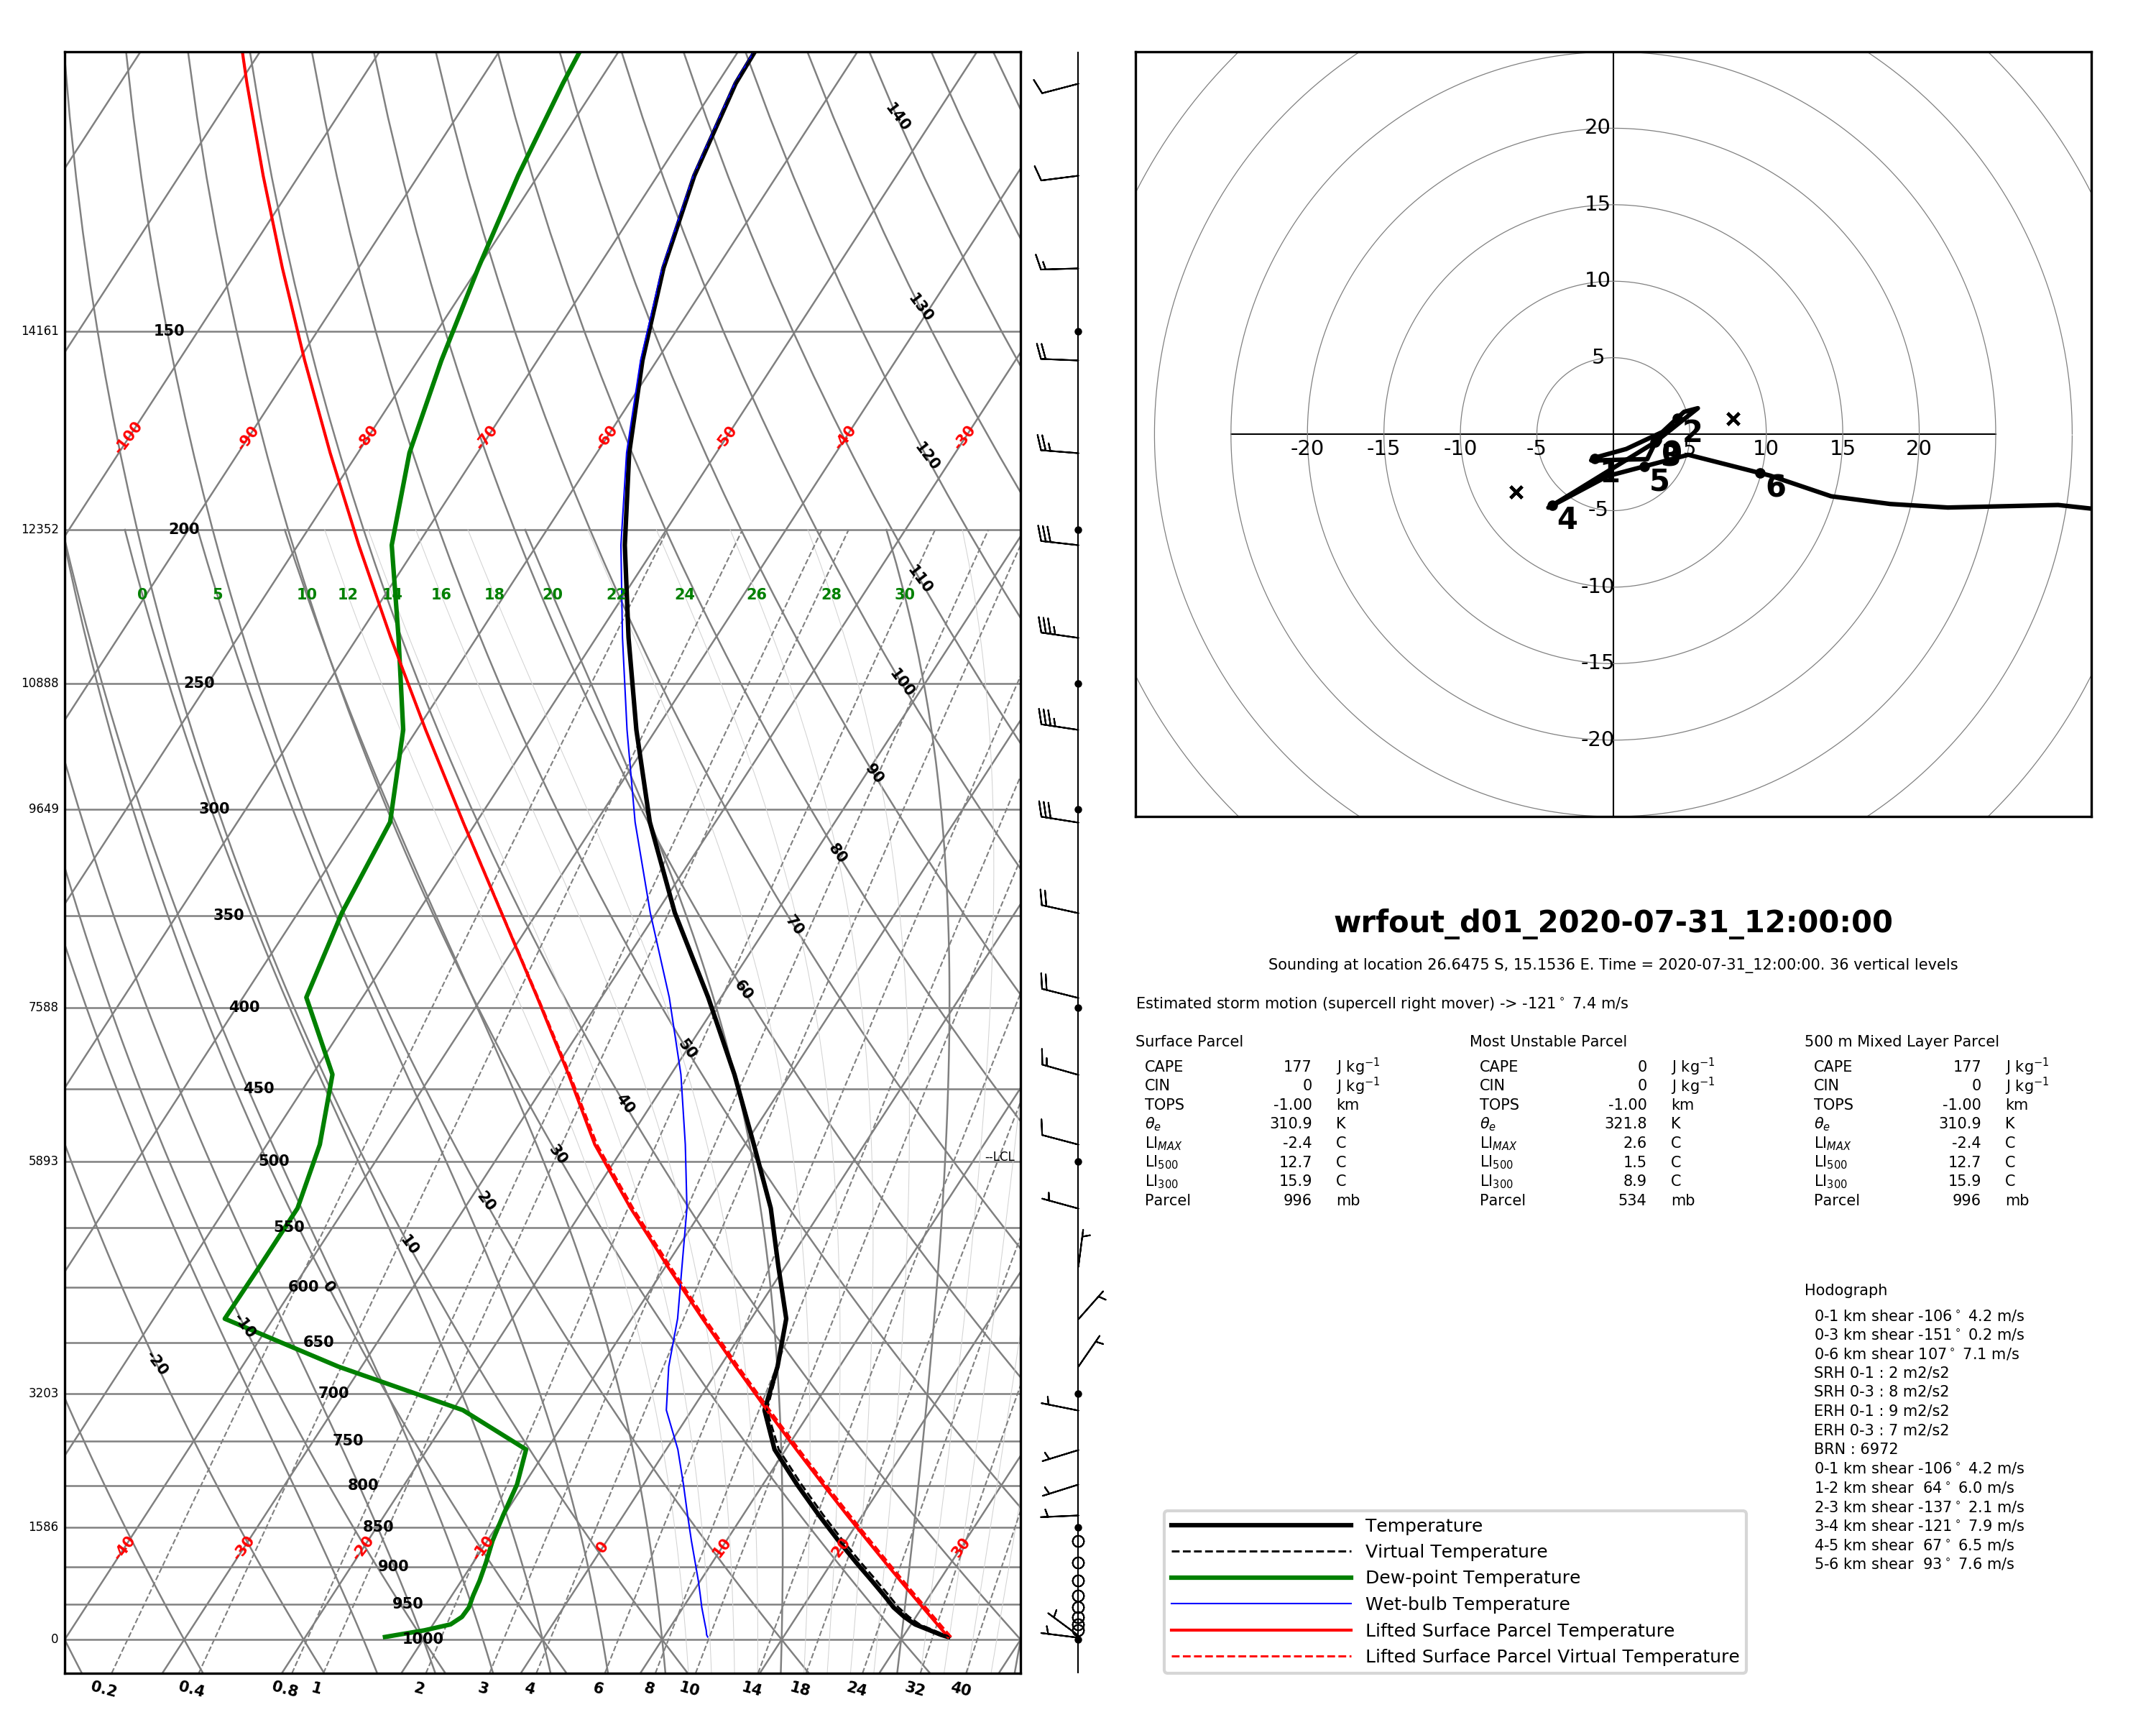 140
130
14161 150
-100 -90 -80 -70 -60 -50 -40 -30
120
12352 200
110
0 5 10 12 14 16 18 20 22 24 26 28 30
100
10888 250
90
9649 300
80
350
70
60
7588 400
50
450
40
5893 500
--LCL
30
20
550
10
600 0
-10
650
-20
3203 700
750
800
1586 850
-40 -30 -20 -10 0 10 20 30
900
950
0 1000
0.2 0.4 0.8 1 2 3 4 6 8 10 14 18 24 32 40
20
15
10
5
-20 -15 -10 -5 5 10 15 20
-5
-10
-15
-20
1 2 3 4 5 6
wrfout_d01_2020-07-31_12:00:00
Sounding at location 26.6475 S, 15.1536 E. Time = 2020-07-31_12:00:00. 36 vertical levels
Estimated storm motion (supercell right mover) -> -121° 7.4 m/s
Surface Parcel
CAPE 177 J kg⁻¹
CIN 0 J kg⁻¹
TOPS -1.00 km
θe 310.9 K
LI_MAX -2.4 C
LI500 12.7 C
LI300 15.9 C
Parcel 996 mb
Most Unstable Parcel
CAPE 0 J kg⁻¹
CIN 0 J kg⁻¹
TOPS -1.00 km
θe 321.8 K
LI_MAX 2.6 C
LI500 1.5 C
LI300 8.9 C
Parcel 534 mb
500 m Mixed Layer Parcel
CAPE 177 J kg⁻¹
CIN 0 J kg⁻¹
TOPS -1.00 km
θe 310.9 K
LI_MAX -2.4 C
LI500 12.7 C
LI300 15.9 C
Parcel 996 mb
Hodograph
0-1 km shear -106° 4.2 m/s
0-3 km shear -151° 0.2 m/s
0-6 km shear 107° 7.1 m/s
SRH 0-1 : 2 m2/s2
SRH 0-3 : 8 m2/s2
ERH 0-1 : 9 m2/s2
ERH 0-3 : 7 m2/s2
BRN : 6972
0-1 km shear -106° 4.2 m/s
1-2 km shear 64° 6.0 m/s
2-3 km shear -137° 2.1 m/s
3-4 km shear -121° 7.9 m/s
4-5 km shear 67° 6.5 m/s
5-6 km shear 93° 7.6 m/s
Temperature
Virtual Temperature
Dew-point Temperature
Wet-bulb Temperature
Lifted Surface Parcel Temperature
Lifted Surface Parcel Virtual Temperature